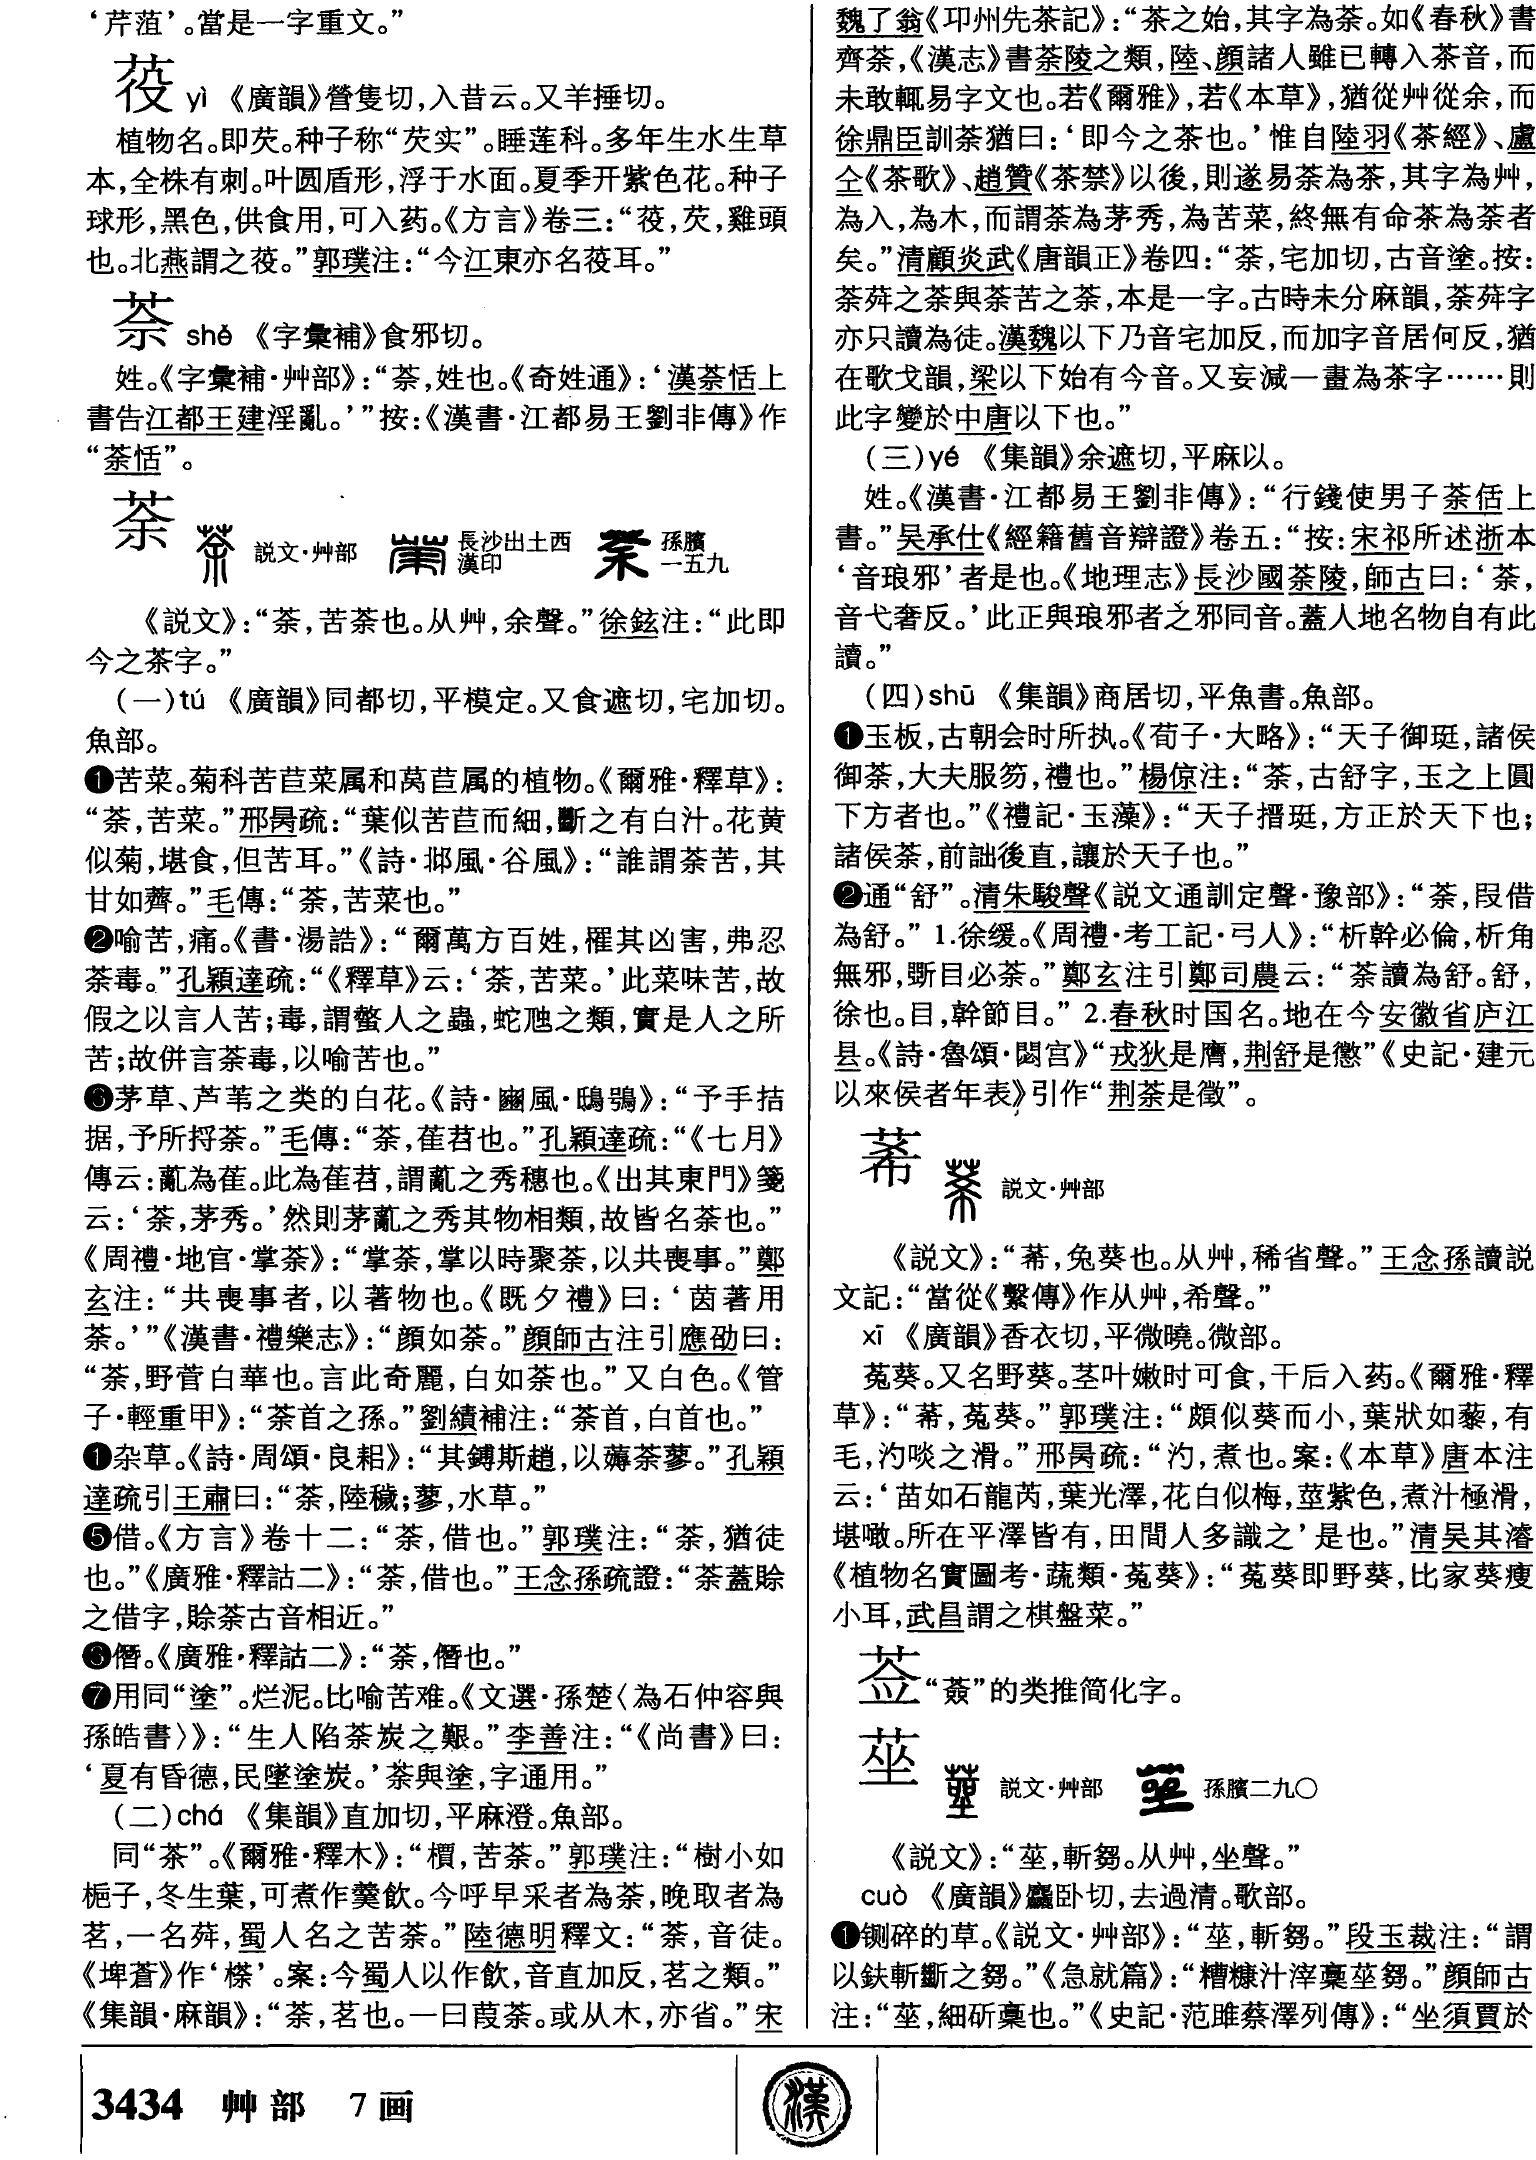 ‘芹菹’。當是一字重文。”
莈 yì 《廣韻》營隻切，入昔云。又羊捶切。
植物名。即芡。种子称“芡实”。睡莲科。多年生水生草
本，全株有刺。叶圆盾形，浮于水面。夏季开紫色花。种子
球形，黑色，供食用，可入药。《方言》卷三：“䓈，芡，雞頭
也。北燕謂之䓈。”郭璞注：“今江東亦名䓈耳。”
荼 shé 《字彙補》食邪切。
姓。《字彙補·艸部》：“荼，姓也。《奇姓通》：‘漢荼恬上
書告江都王建淫亂。’”按：《漢書·江都易王劉非傳》作
“荼恬”。
荼 説文·艸部 長沙出土西漢印 孫臏一五九
《説文》：“荼，苦荼也。从艸，余聲。”徐鉉注：“此即
今之茶字。”
(一)tú 《廣韻》同都切，平模定。又食遮切，宅加切。
魚部。
❶苦菜。菊科苦苣菜属和莴苣属的植物。《爾雅·釋草》：
“荼，苦菜。”邢昺疏：“葉似苦苣而細，斷之有白汁。花黄
似菊，堪食，但苦耳。”《詩·邶風·谷風》：“誰謂荼苦，其
甘如薺。”毛傳：“荼，苦菜也。”
❷喻苦，痛。《書·湯誥》：“爾萬方百姓，罹其凶害，弗忍
荼毒。”孔穎達疏：“《釋草》云：‘荼，苦菜。’此菜味苦，故
假之以言人苦；毒，謂螫人之蟲，蛇虺之類，實是人之所
苦；故併言荼毒，以喻苦也。”
❸茅草、芦苇之类的白花。《詩·豳風·鴟鴞》：“予手拮
据，予所捋荼。”毛傳：“荼，萑苕也。”孔穎達疏：“《七月》
傳云：薍為萑。此為萑苕，謂薍之秀穗也。《出其東門》箋
云：‘荼，茅秀。’然則茅薍之秀其物相類，故皆名荼也。”
《周禮·地官·掌荼》：“掌荼，掌以時聚荼，以共喪事。”鄭
玄注：“共喪事者，以著物也。《既夕禮》曰：‘茵著用
荼。’”《漢書·禮樂志》：“顔如荼。”顔師古注引應劭曰：
“荼，野菅白華也。言此奇麗，白如荼也。”又白色。《管
子·輕重甲》：“荼首之孫。”劉績補注：“荼首，白首也。”
❶杂草。《詩·周頌·良耜》：“其鎛斯趙，以薅荼蓼。”孔穎
達疏引王肅曰：“荼，陸穢；蓼，水草。”
❺借。《方言》卷十二：“荼，借也。”郭璞注：“荼，猶徒
也。”《廣雅·釋詁二》：“荼，借也。”王念孫疏證：“荼蓋賒
之借字，賒荼古音相近。”
❻僭。《廣雅·釋詁二》：“荼，僭也。”
❼用同“塗”。烂泥。比喻苦难。《文選·孫楚〈為石仲容與
孫皓書〉》：“生人陷荼炭之艱。”李善注：“《尚書》曰：
‘夏有昏德，民墜塗炭。’荼與塗，字通用。”
(二)chá 《集韻》直加切，平麻澄。魚部。
同“茶”。《爾雅·釋木》：“檟，苦荼。”郭璞注：“樹小如
梔子，冬生葉，可煮作羹飲。今呼早采者為荼，晚取者為
茗，一名荈，蜀人名之苦荼。”陸德明釋文：“荼，音徒。
《埤蒼》作‘㯟’。案：今蜀人以作飲，音直加反，茗之類。”
《集韻·麻韻》：“荼，茗也。一曰葭荼。或从木，亦省。”宋
魏了翁《邛州先茶記》：“茶之始，其字為荼。如《春秋》書
齊荼，《漢志》書荼陵之類，陸、顔諸人雖已轉入茶音，而
未敢輒易字文也。若《爾雅》，若《本草》，猶從艸從余，而
徐鼎臣訓荼猶曰：‘即今之茶也。’惟自陸羽《茶經》、盧
仝《茶歌》、趙贊《茶禁》以後，則遂易荼為茶，其字為艸，
為入，為木，而謂荼為茅秀，為苦菜，終無有命茶為荼者
矣。”清顧炎武《唐韻正》卷四：“荼，宅加切，古音塗。按：
荼荈之荼與荼苦之荼，本是一字。古時未分麻韻，荼荈字
亦只讀為徒。漢魏以下乃音宅加反，而加字音居何反，猶
在歌戈韻，梁以下始有今音。又妄減一畫為茶字……則
此字變於中唐以下也。”
(三)yé 《集韻》余遮切，平麻以。
姓。《漢書·江都易王劉非傳》：“行錢使男子荼恬上
書。”吴承仕《經籍舊音辯證》卷五：“按：宋祁所述浙本
‘音琅邪’者是也。《地理志》長沙國荼陵，師古曰：‘荼，
音弋奢反。’此正與琅邪者之邪同音。蓋人地名物自有此
讀。”
(四)shū 《集韻》商居切，平魚書。魚部。
❶玉板，古朝会时所执。《荀子·大略》：“天子御珽，諸侯
御荼，大夫服笏，禮也。”楊倞注：“荼，古舒字，玉之上圓
下方者也。”《禮記·玉藻》：“天子搢珽，方正於天下也；
諸侯荼，前詘後直，讓於天子也。”
❷通“舒”。清朱駿聲《説文通訓定聲·豫部》：“荼，叚借
為舒。” 1.徐缓。《周禮·考工記·弓人》：“析幹必倫，析角
無邪，斲目必荼。”鄭玄注引鄭司農云：“荼讀為舒。舒，
徐也。目，幹節目。” 2.春秋时国名。地在今安徽省庐江
县。《詩·魯頌·閟宫》“戎狄是膺，荆舒是懲”《史記·建元
以來侯者年表》引作“荆荼是徵”。
莃 説文·艸部
《説文》：“莃，兔葵也。从艸，稀省聲。”王念孫讀説
文記：“當從《繫傳》作从艸，希聲。”
xī 《廣韻》香衣切，平微曉。微部。
菟葵。又名野葵。茎叶嫩时可食，干后入药。《爾雅·釋
草》：“莃，菟葵。”郭璞注：“頗似葵而小，葉狀如藜，有
毛，汋啖之滑。”邢昺疏：“汋，煮也。案：《本草》唐本注
云：‘苗如石龍芮，葉光澤，花白似梅，莖紫色，煮汁極滑，
堪噉。所在平澤皆有，田間人多識之’是也。”清吴其濬
《植物名實圖考·蔬類·菟葵》：“菟葵即野葵，比家葵瘦
小耳，武昌謂之棋盤菜。”
莶 “薟”的类推简化字。
莝 説文·艸部 孫臏二九〇
《説文》：“莝，斬芻。从艸，坐聲。”
cuò 《廣韻》麤卧切，去過清。歌部。
❶铡碎的草。《説文·艸部》：“莝，斬芻。”段玉裁注：“謂
以鈇斬斷之芻。”《急就篇》：“糟糠汁滓稾莝芻。”顔師古
注：“莝，細斫稾也。”《史記·范雎蔡澤列傳》：“坐須賈於
3434 艸部 7画
漢